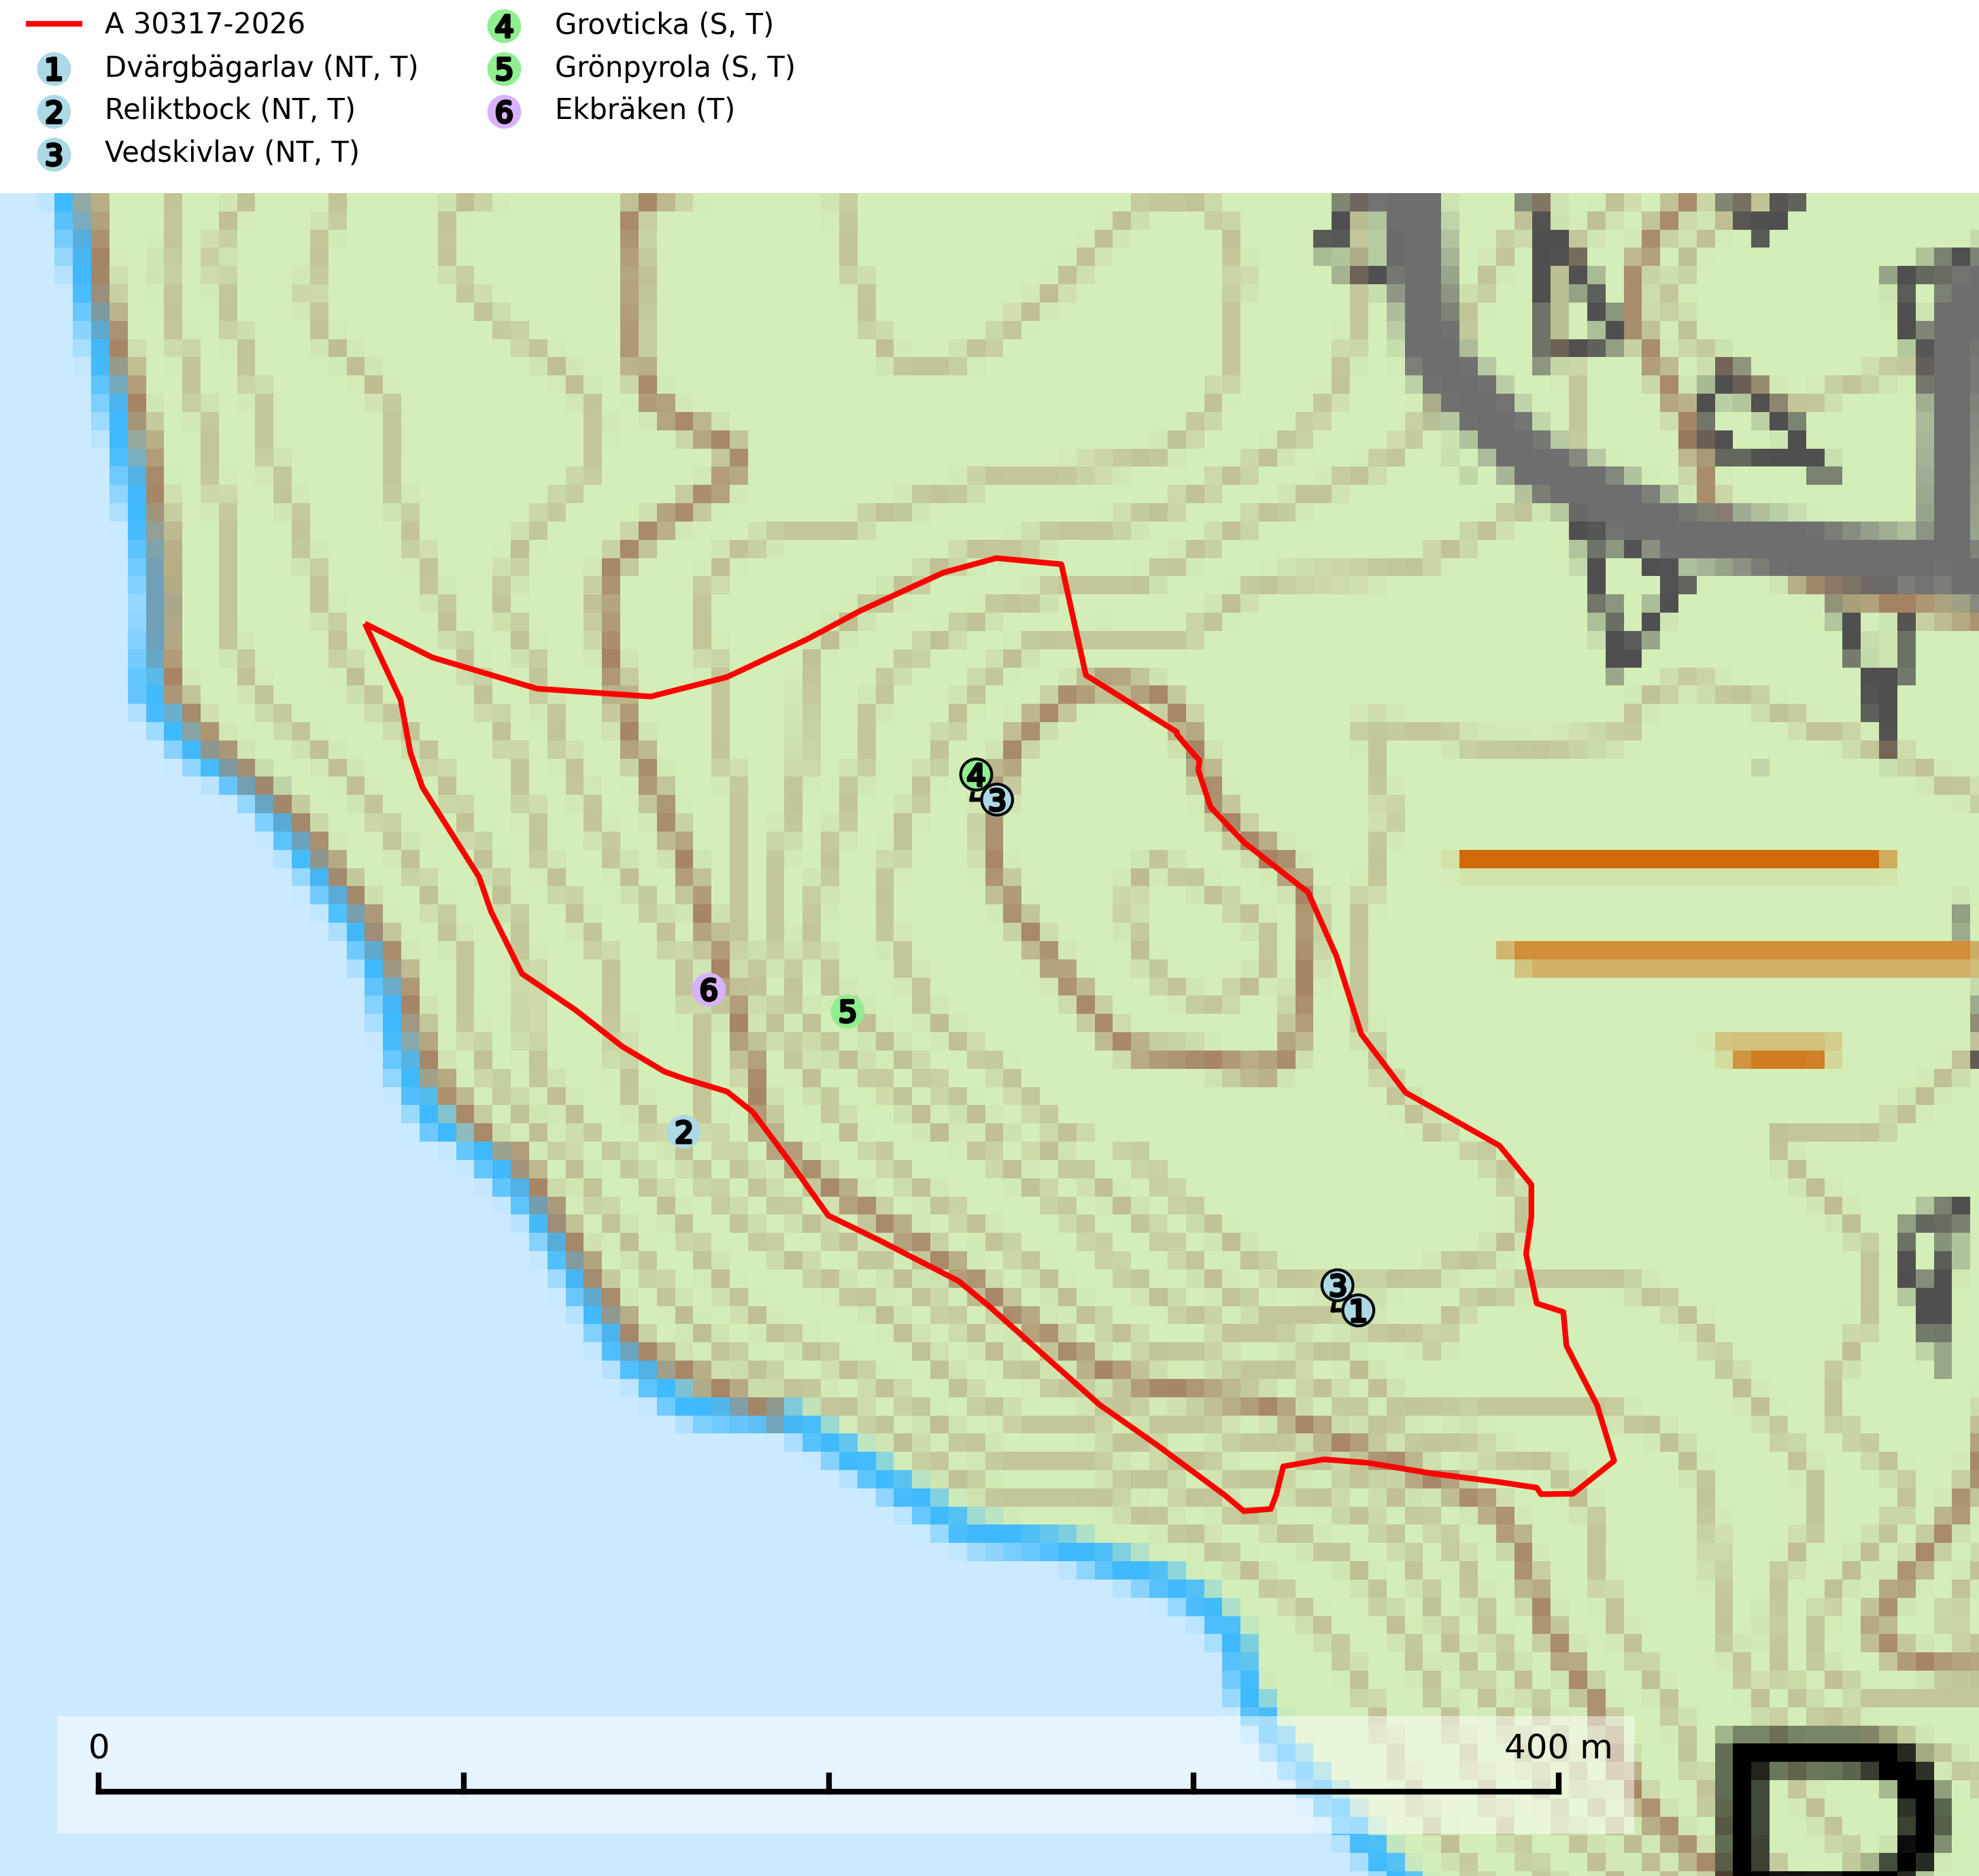 A 30317-2026
1 Dvärgbägarlav (NT, T)
2 Reliktbock (NT, T)
3 Vedskivlav (NT, T)
4 Grovticka (S, T)
5 Grönpyrola (S, T)
6 Ekbräken (T)
4
3
6
5
2
3
1
0 400 m